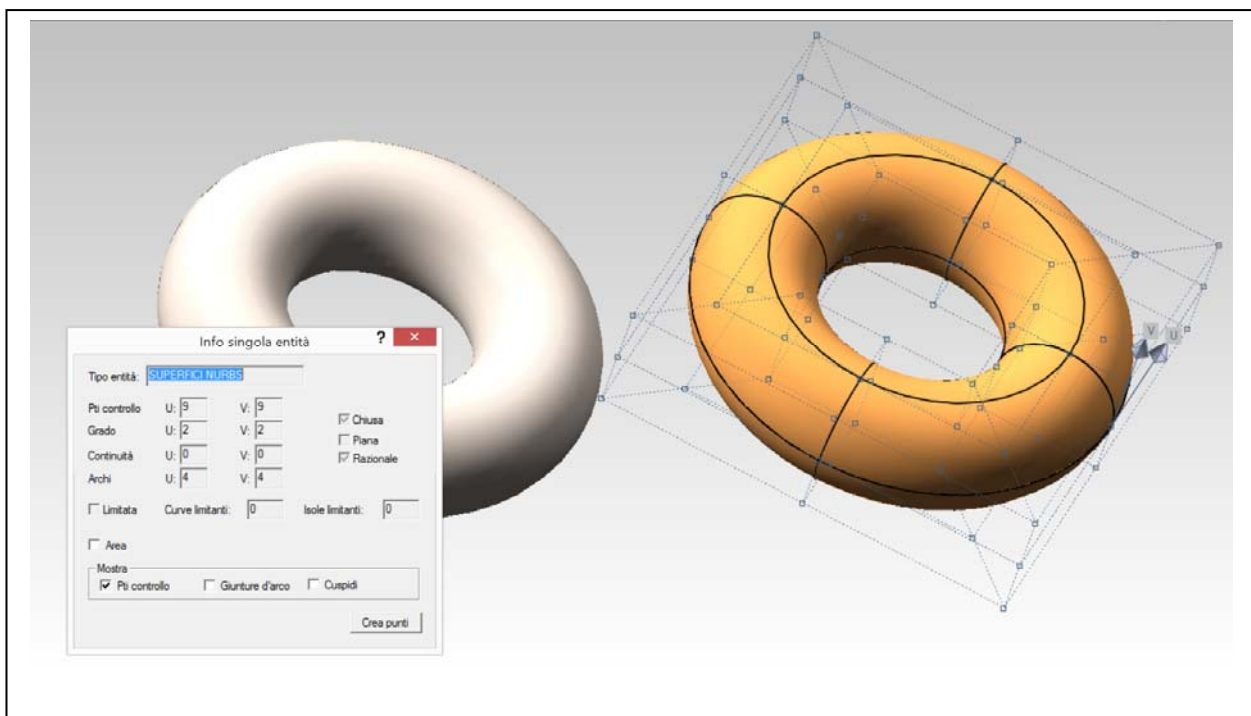 Info singola entità ?
Tipo entità: SUPERFICI NURBS
Pti controllo U: 9 V: 9
Grado U: 2 V: 2
Continuità U: 0 V: 0
Archi U: 4 V: 4
Chiusa
Piana
Razionale
Limitata Curve limitanti: 0 Isole limitanti: 0
Area
Mostra
Pti controllo Giunture d'arco Cuspidi
Crea punti
V U